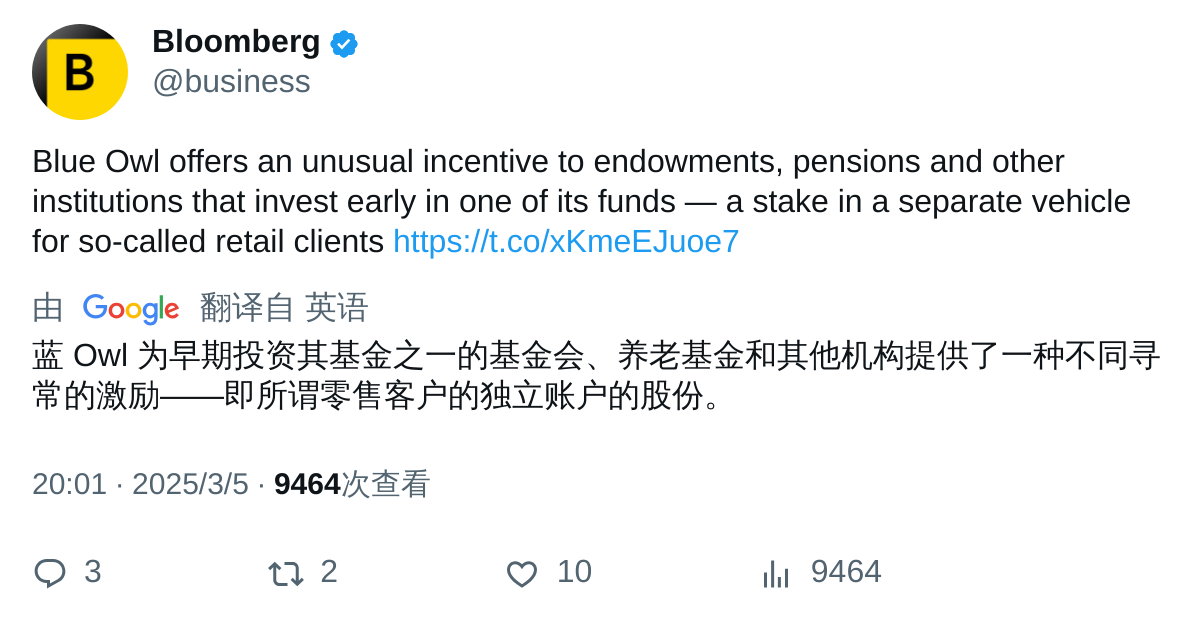 B
Bloomberg
@business
Blue Owl offers an unusual incentive to endowments, pensions and other
institutions that invest early in one of its funds — a stake in a separate vehicle
for so-called retail clients https://t.co/xKmeEJuoe7
由 Google 翻译自 英语
蓝 Owl 为早期投资其基金之一的基金会、养老基金和其他机构提供了一种不同寻
常的激励——即所谓零售客户的独立账户的股份。
20:01 · 2025/3/5 · 9464次查看
3 2 10 9464